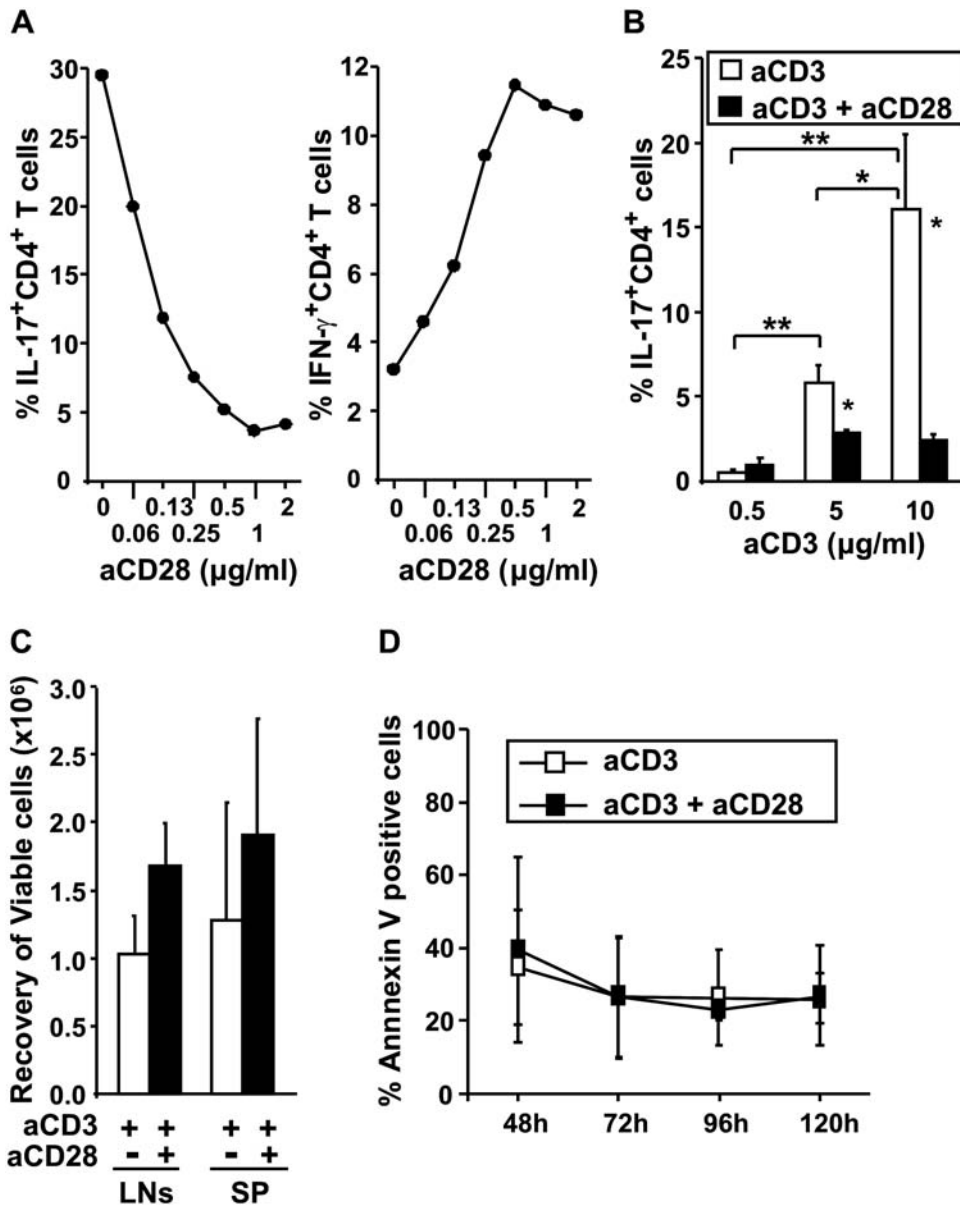 A
% IL-17+CD4+ T cells
30
25
20
15
10
5
0
0 0.13 0.5 2
0.06 0.25 1
aCD28 (µg/ml)
% IFN-γ+CD4+ T cells
12
10
8
6
4
2
0
0 0.13 0.5 2
0.06 0.25 1
aCD28 (µg/ml)
B
% IL-17+CD4+ cells
25
20
15
10
5
0
aCD3
aCD3 + aCD28
**
*
*
**
*
0.5 5 10
aCD3 (µg/ml)
C
Recovery of Viable cells (x10⁶)
3.0
2.5
2.0
1.5
1.0
0.5
0.0
aCD3 + + + +
aCD28 - + - +
LNs SP
D
% Annnexin V positive cells
100
80
60
40
20
0
aCD3
aCD3 + aCD28
48h 72h 96h 120h